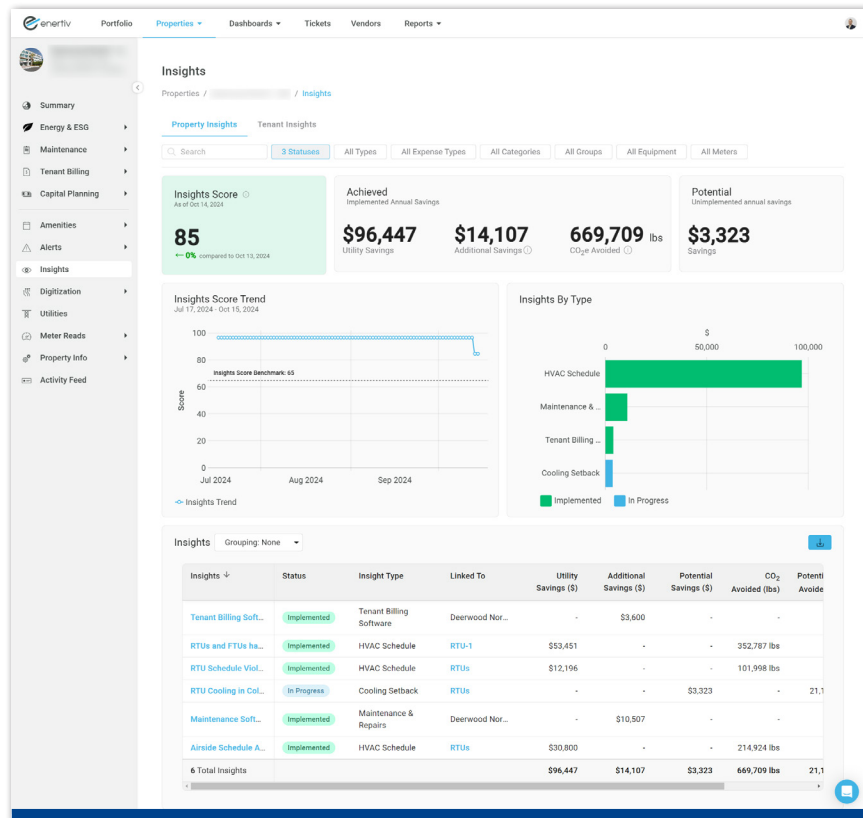 enertiv Portfolio Properties Dashboards Tickets Vendors Reports
Summary
Energy & ESG
Maintenance
Tenant Billing
Capital Planning
Amenities
Alerts
Insights
Digitization
Utilities
Meter Reads
Property Info
Activity Feed
Insights
Properties / / Insights
Property Insights Tenant Insights
Search 3 Statuses All Types All Expense Types All Categories All Groups All Equipment All Meters
Insights Score
As of Oct 14, 2024
85
0% compared to Oct 13, 2024
Achieved
Implemented Annual Savings
$96,447 $14,107 669,709 lbs
Utility Savings Additional Savings CO₂e Avoided
Potential
Unimplemented annual savings
$3,323
Savings
Insights Score Trend
Jul 17, 2024 - Oct 15, 2024
100
80
Insights Score Benchmark: 65
60
40
20
0
Score
Jul 2024 Aug 2024 Sep 2024
Insights Trend
Insights By Type
$
0 50,000 100,000
HVAC Schedule
Maintenance & ...
Tenant Billing ...
Cooling Setback
Implemented In Progress
Insights Grouping: None
Insights Status Insight Type Linked To Utility Savings ($) Additional Savings ($) Potential Savings ($) CO₂ Avoided (lbs) Potenti Avoide
Tenant Billing Soft... Implemented Tenant Billing Software Deerwood Nor... - $3,600 - -
RTUs and FTUs ha... Implemented HVAC Schedule RTU-1 $53,451 - - 352,787 lbs
RTU Schedule Viol... Implemented HVAC Schedule RTUs $12,196 - - 101,998 lbs
RTU Cooling in Col... In Progress Cooling Setback RTUs - - $3,323 - 21,1
Maintenance Soft... Implemented Maintenance & Repairs Deerwood Nor... - $10,507 - -
Airside Schedule A... Implemented HVAC Schedule RTUs $30,800 - - 214,924 lbs
6 Total Insights $96,447 $14,107 $3,323 669,709 lbs 21,1